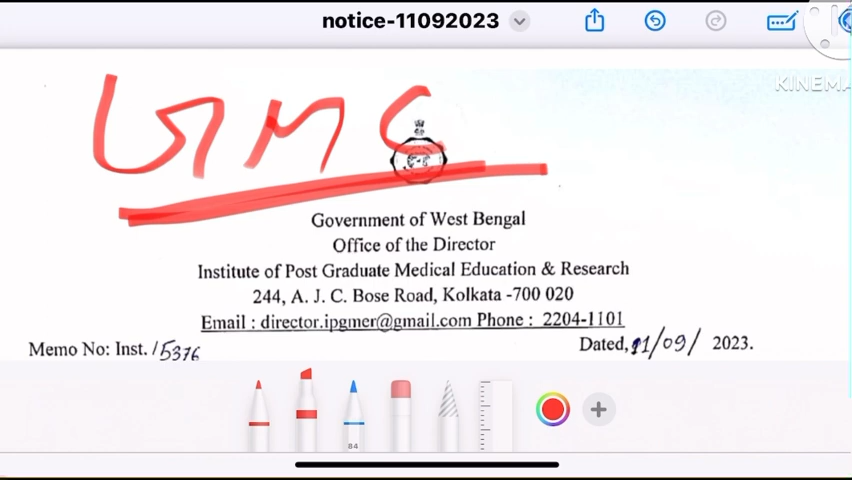 notice-11092023
KINEMA
GMC
Government of West Bengal
Office of the Director
Institute of Post Graduate Medical Education & Research
244, A. J. C. Bose Road, Kolkata -700 020
Email : director.ipgmer@gmail.com Phone : 2204-1101
Memo No: Inst. /5376
Dated, 11/09/ 2023.
84